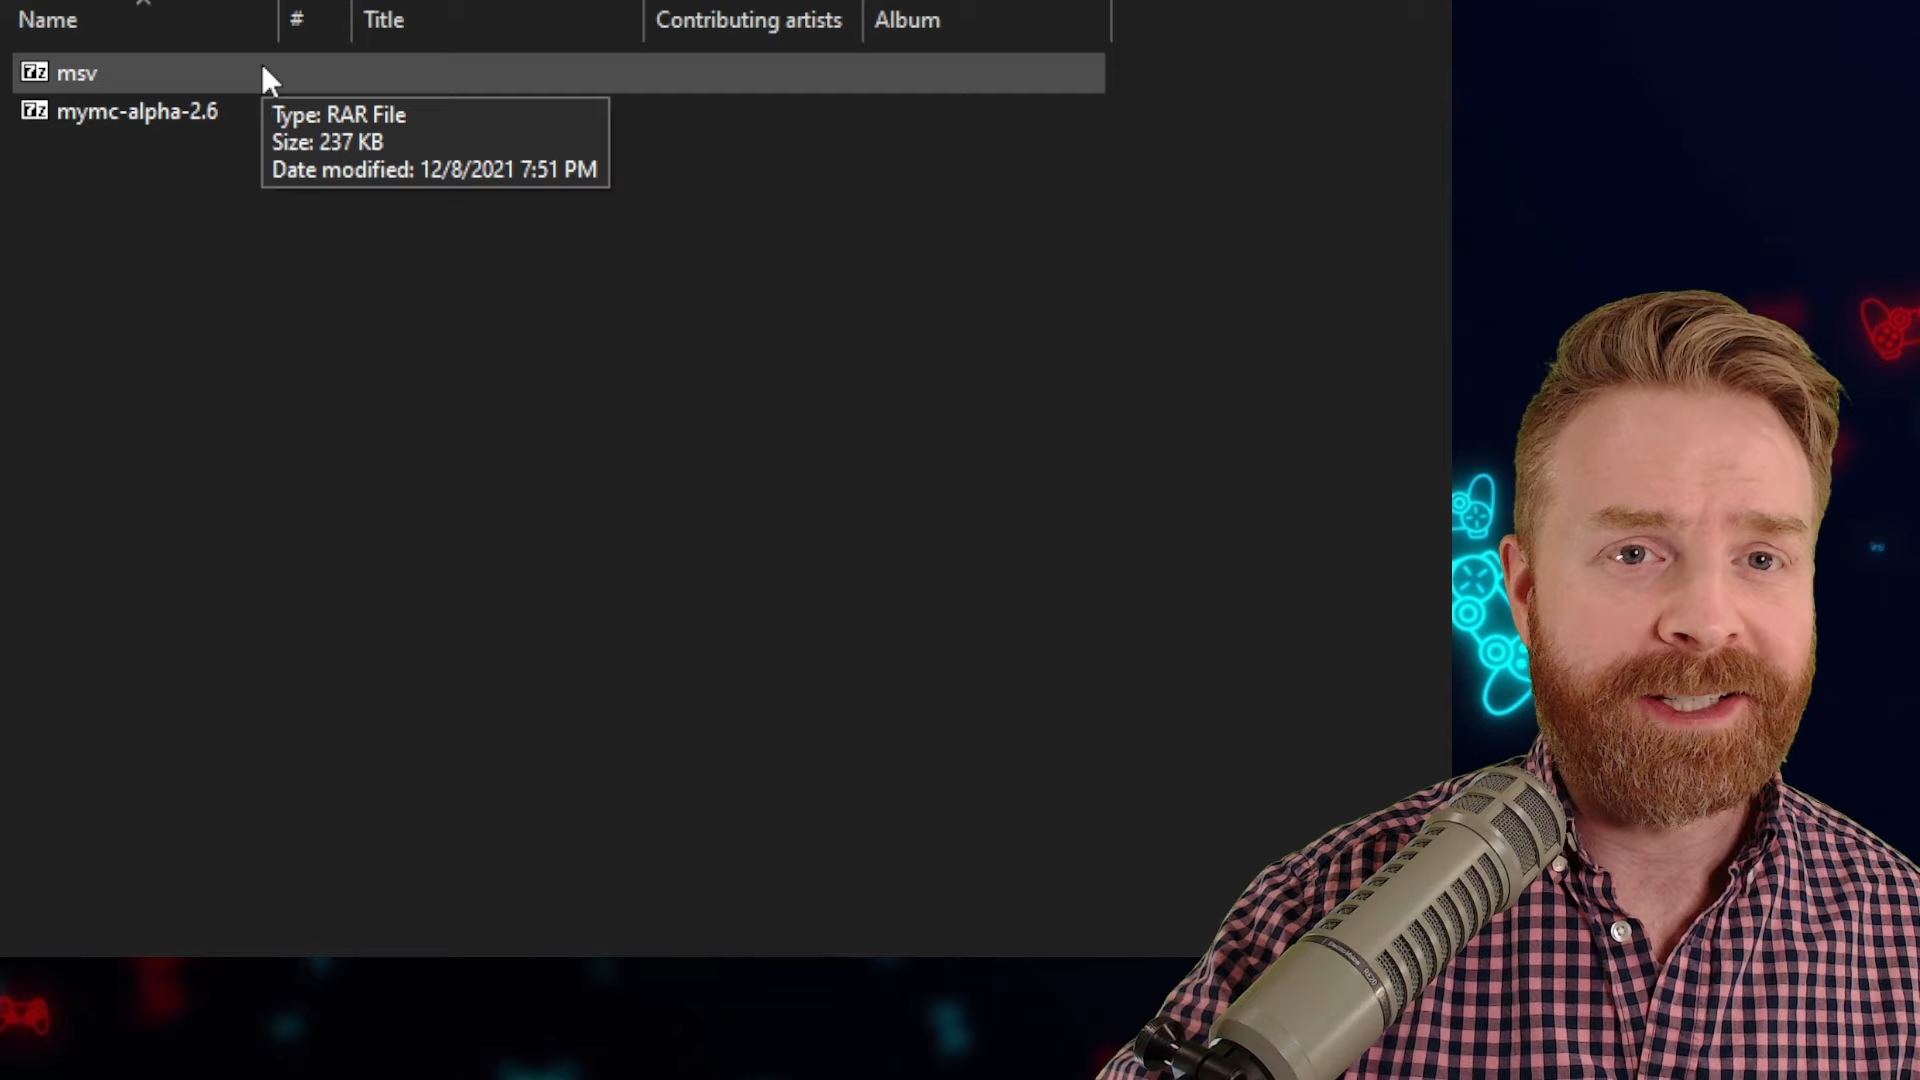 Name # Title Contributing artists Album
msv
mymc-alpha-2.6
Type: RAR File
Size: 237 KB
Date modified: 12/8/2021 7:51 PM